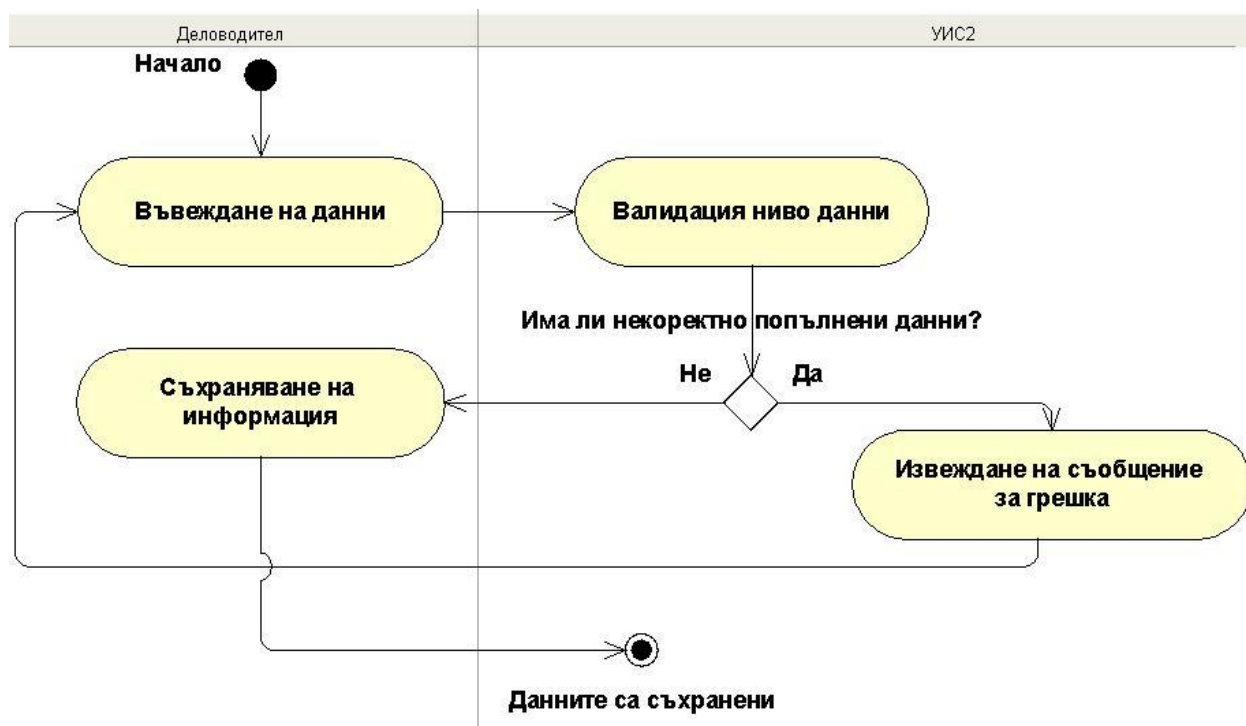 Деловодител
УИС2
Начало
Въвеждане на данни
Валидация ниво данни
Има ли некоректно попълнени данни?
Не
Да
Съхраняване на
информация
Извеждане на съобщение
за грешка
Данните са съхранени